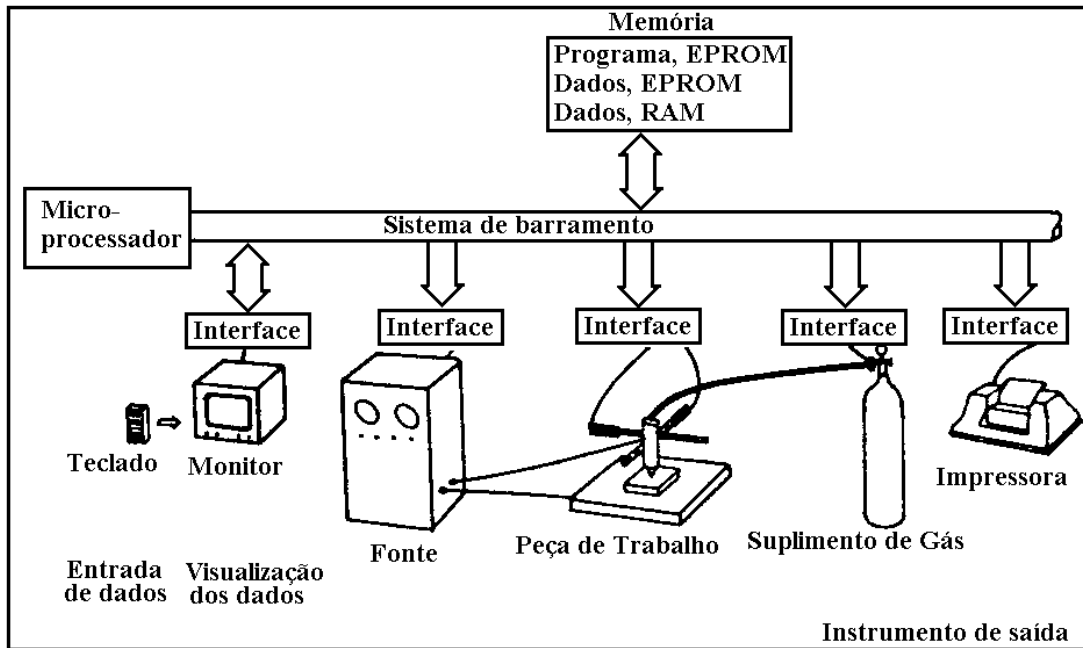 Memória
Programa, EPROM
Dados, EPROM
Dados, RAM
Micro-
processador
Sistema de barramento
Interface
Interface
Interface
Interface
Interface
Teclado
Monitor
Fonte
Peça de Trabalho
Suplimento de Gás
Impressora
Entrada
de dados
Visualização
dos dados
Instrumento de saída